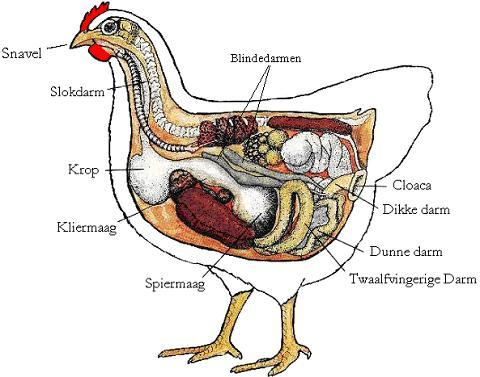 Snavel
Blindedarmen
Slokdarm
Krop
Cloaca
Dikke darm
Kliermaag
Dunne darm
Twaalfvingerige Darm
Spiermaag